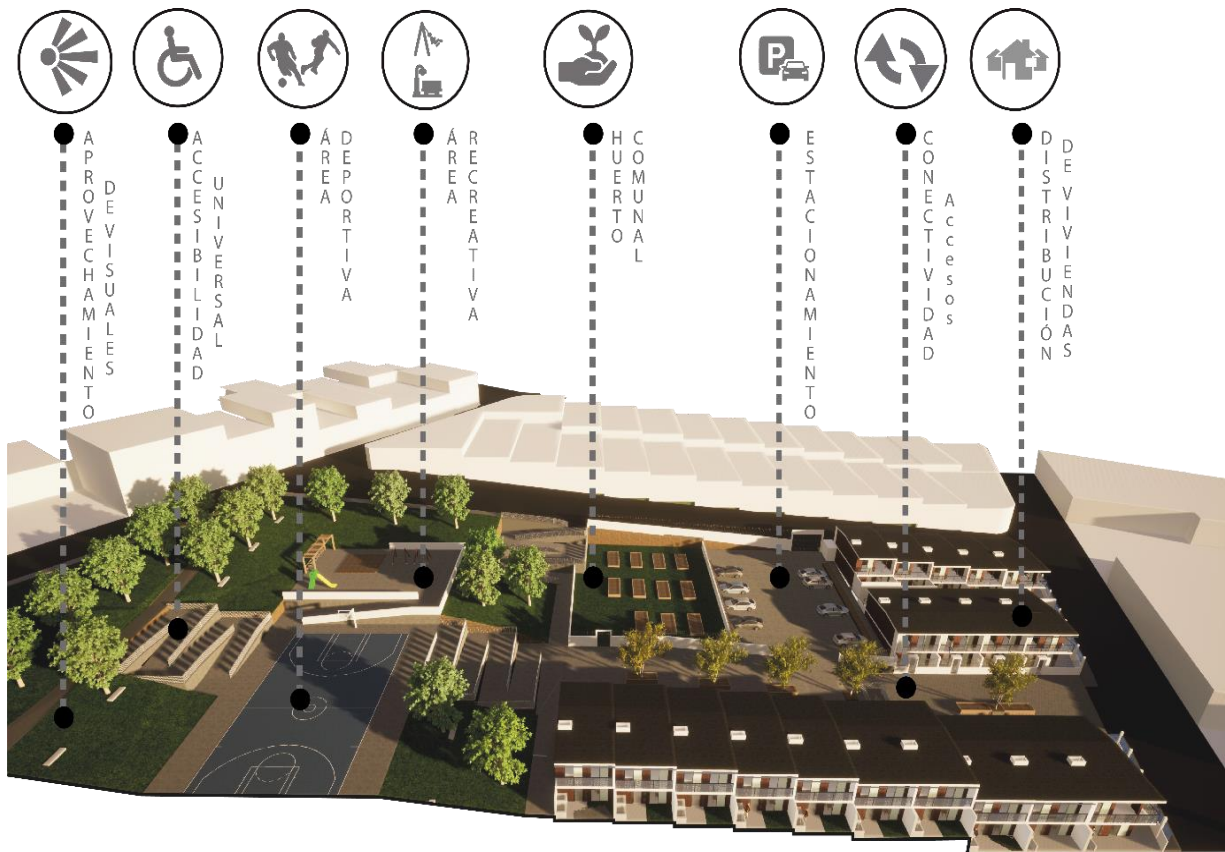 P
APROVECHAMIENTO
DE VISUALES
ACCESIBILIDAD
UNIVERSAL
ÁREA
DEPORTIVA
ÁREA
RECREATIVA
HUERTO
COMUNAL
ESTACIONAMIENTO
CONECTIVIDAD
Accesos
DISTRIBUCIÓN
DE VIVIENDAS